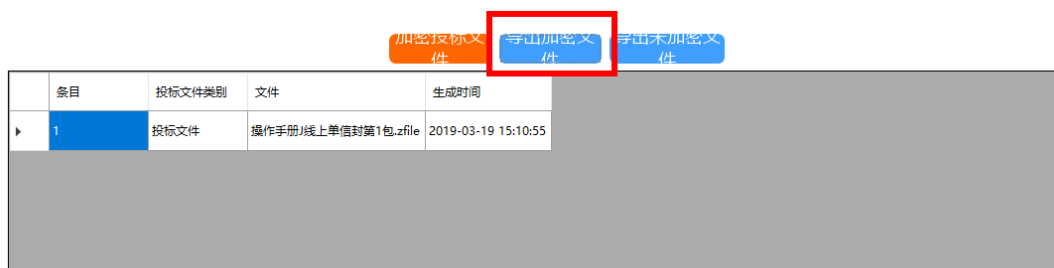 加密投标文件
导出加密文件
导出未加密文件
条目 投标文件类别 文件 生成时间
1 投标文件 操作手册J线上单信封第1包.zfile 2019-03-19 15:10:55